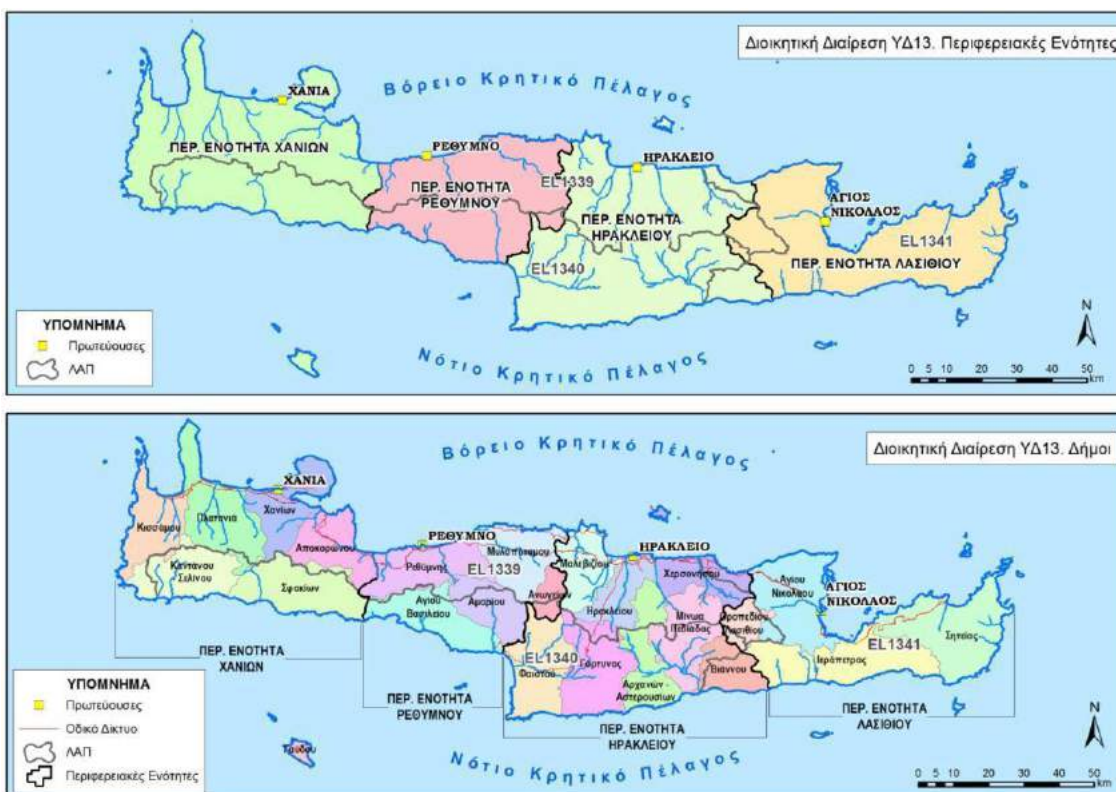 Διοικητική Διαίρεση ΥΔ13. Περιφερειακές Ενότητες
Βόρειο Κρητικό Πέλαγος
ΧΑΝΙΑ
ΠΕΡ. ΕΝΟΤΗΤΑ ΧΑΝΙΩΝ
ΡΕΘΥΜΝΟ
ΠΕΡ. ΕΝΟΤΗΤΑ
ΡΕΘΥΜΝΟΥ
EL1339
ΗΡΑΚΛΕΙΟ
ΠΕΡ. ΕΝΟΤΗΤΑ
ΗΡΑΚΛΕΙΟΥ
EL1340
ΑΓΙΟΣ
ΝΙΚΟΛΑΟΣ
EL1341
ΠΕΡ. ΕΝΟΤΗΤΑ ΛΑΣΙΘΙΟΥ
Νότιο Κρητικό Πέλαγος
ΥΠΟΜΝΗΜΑ
Πρωτεύουσες
ΛΑΠ
N
0 5 10 20 30 40 50
km
Διοικητική Διαίρεση ΥΔ13. Δήμοι
Βόρειο Κρητικό Πέλαγος
ΧΑΝΙΑ
Κισσάμου
Πλατανιά
Χανίων
Αποκορώνου
Καντάνου
Σελίνου
Σφακίων
ΡΕΘΥΜΝΟ
Ρεθύμνης
Μυλοποτάμου
EL1339
Ανωγείων
Αγίου
Βασιλείου
Αμαρίου
ΗΡΑΚΛΕΙΟ
Μαλεβιζίου
Χερσονήσου
Ηρακλείου
Μινώα
Πεδιάδας
EL1340
Φαιστού
Γόρτυνας
Αρχανών -
Αστερουσίων
Βιάννου
Οροπεδίου
Λασιθίου
Αγίου
Νικολάου
ΑΓΙΟΣ
ΝΙΚΟΛΑΟΣ
Ιεράπετρας
EL1341
Σητείας
Γαύδου
ΠΕΡ. ΕΝΟΤΗΤΑ
ΧΑΝΙΩΝ
ΠΕΡ. ΕΝΟΤΗΤΑ
ΡΕΘΥΜΝΟΥ
ΠΕΡ. ΕΝΟΤΗΤΑ
ΗΡΑΚΛΕΙΟΥ
ΠΕΡ. ΕΝΟΤΗΤΑ
ΛΑΣΙΘΙΟΥ
Νότιο Κρητικό Πέλαγος
ΥΠΟΜΝΗΜΑ
Πρωτεύουσες
Οδικό Δίκτυο
ΛΑΠ
Περιφερειακές Ενότητες
N
0 5 10 20 30 40 50
km